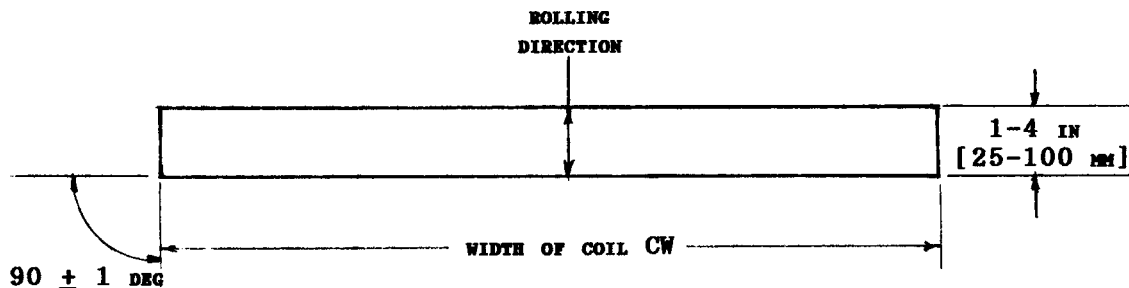 ROLLING
DIRECTION
1-4 IN
[25-100 MM]
WIDTH OF COIL CW
90 ± 1 DEG